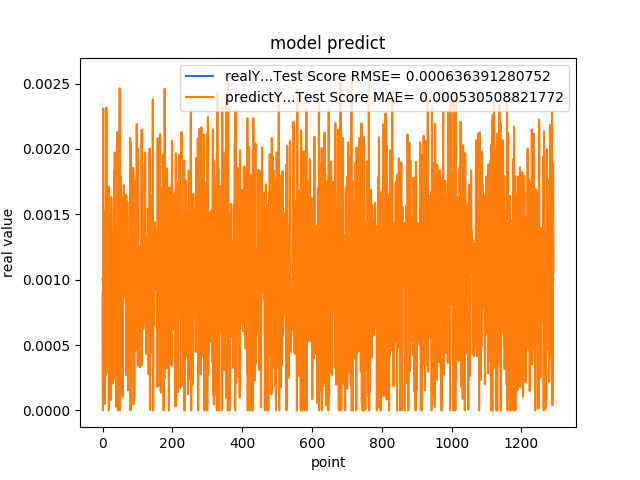 model predict
realY...Test Score RMSE= 0.000636391280752
predictY...Test Score MAE= 0.000530508821772
0.0025
0.0020
0.0015
0.0010
0.0005
0.0000
real value
0 200 400 600 800 1000 1200
point